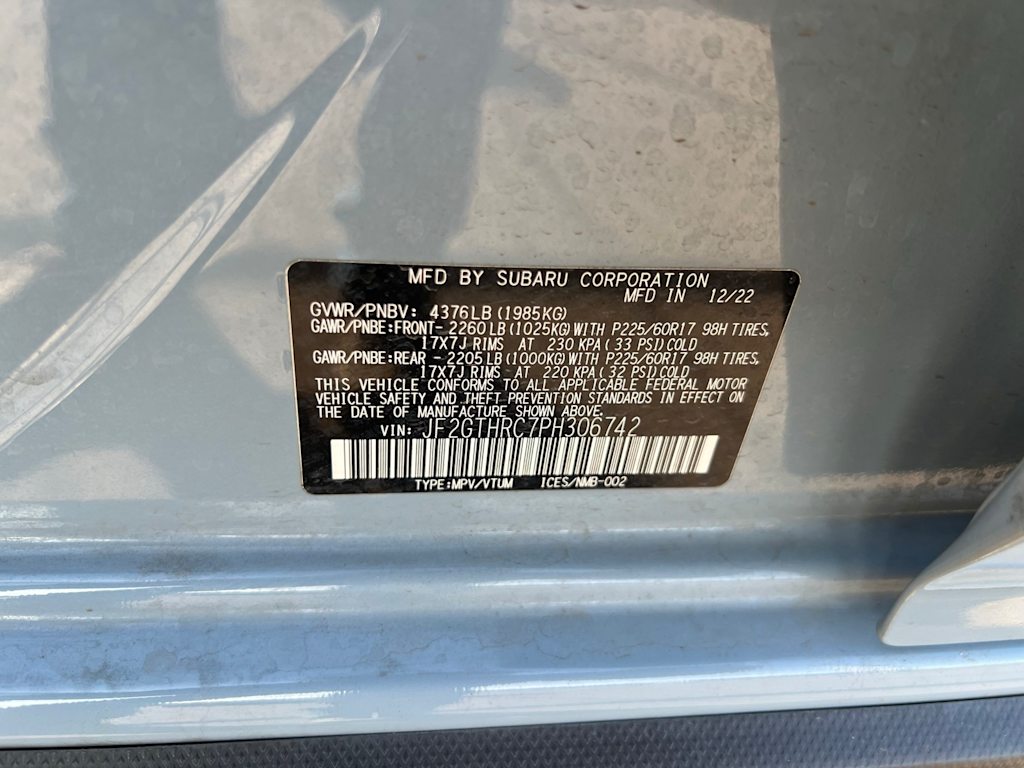 MFD BY SUBARU CORPORATION
MFD IN 12/22
GVWR/PNBV: 4376LB (1985KG)
GAWR/PNBE:FRONT- 2260LB (1025KG) WITH P225/60R17 98H TIRES,
17X7J RIMS AT 230 KPA (33 PSI) COLD
GAWR/PNBE:REAR - 2205LB (1000KG) WITH P225/60R17 98H TIRES,
17X7J RIMS AT 220 KPA (32 PSI) COLD
THIS VEHICLE CONFORMS TO ALL APPLICABLE FEDERAL MOTOR
VEHICLE SAFETY AND THEFT PREVENTION STANDARDS IN EFFECT ON
THE DATE OF MANUFACTURE SHOWN ABOVE.
VIN: JF2GTHRC7PH306742
TYPE:MPV/VTUM ICES/NMB-002